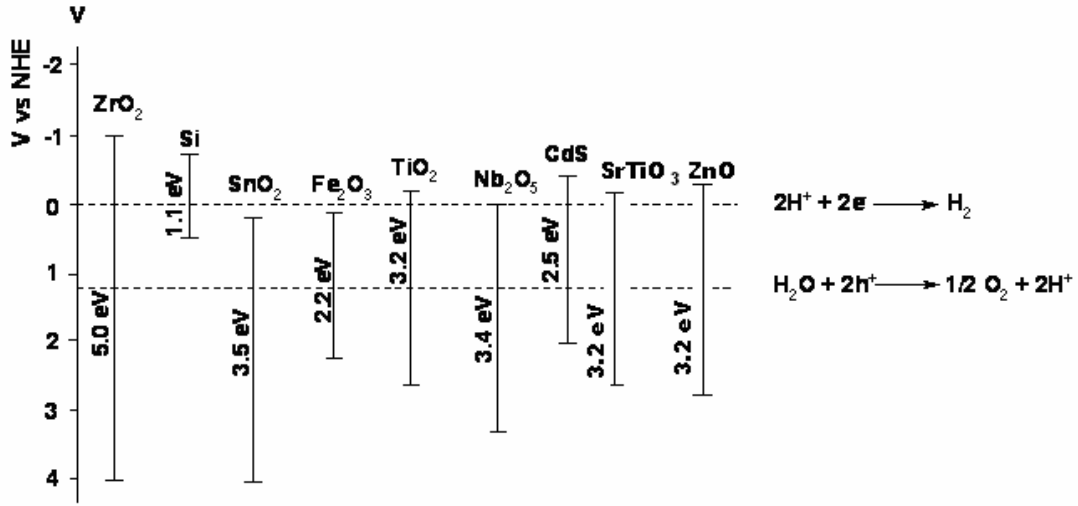 V
V vs NHE
-2
-1
0
1
2
3
4
ZrO₂
5.0 eV
Si
1.1 eV
SnO₂
3.5 eV
Fe₂O₃
2.2 eV
TiO₂
3.2 eV
Nb₂O₅
3.4 eV
CdS
2.5 eV
SrTiO₃
3.2 eV
ZnO
3.2 eV
2H⁺ + 2e → H₂
H₂O + 2h⁺ → 1/2 O₂ + 2H⁺